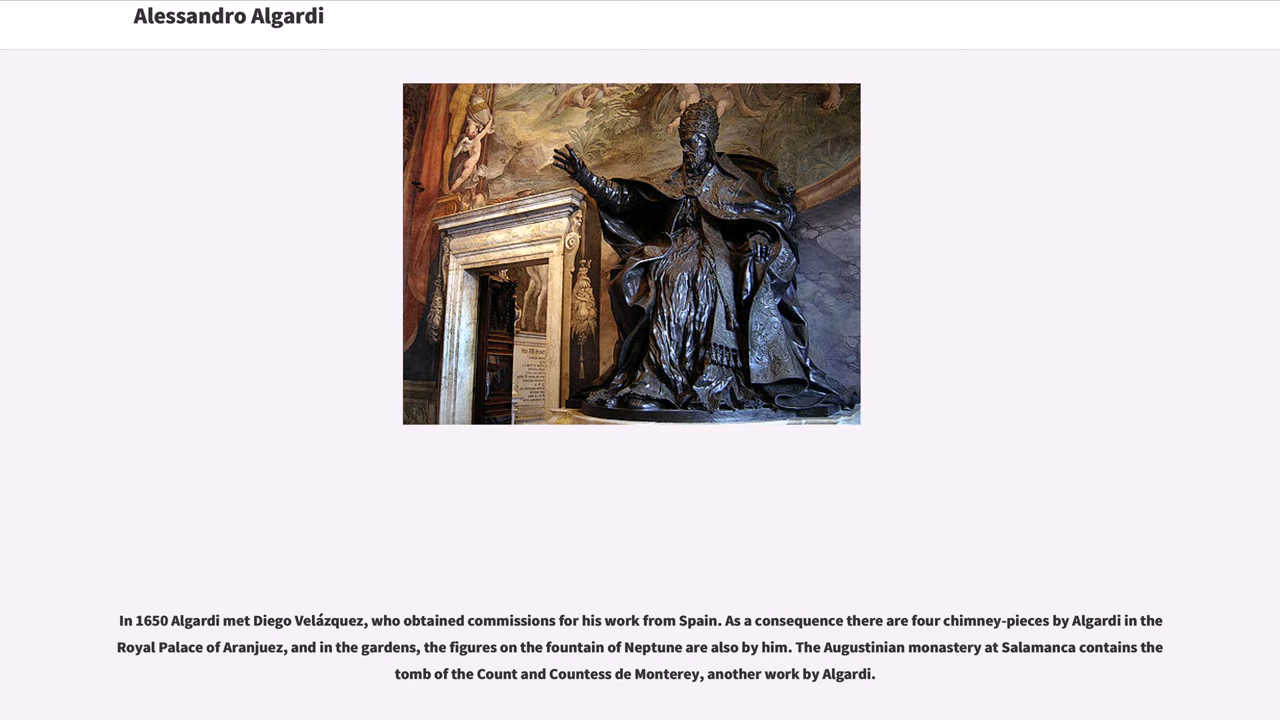 Alessandro Algardi
In 1650 Algardi met Diego Velázquez, who obtained commissions for his work from Spain. As a consequence there are four chimney-pieces by Algardi in the
Royal Palace of Aranjuez, and in the gardens, the figures on the fountain of Neptune are also by him. The Augustinian monastery at Salamanca contains the
tomb of the Count and Countess de Monterey, another work by Algardi.